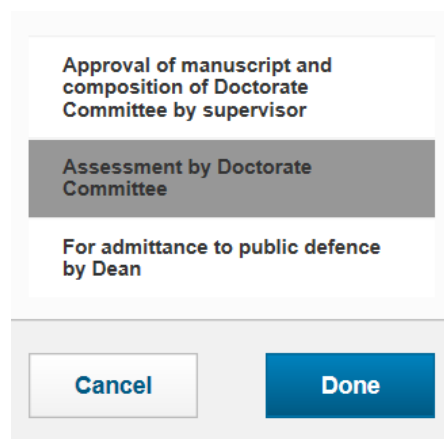 Approval of manuscript and
composition of Doctorate
Committee by supervisor
Assessment by Doctorate
Committee
For admittance to public defence
by Dean
Cancel
Done